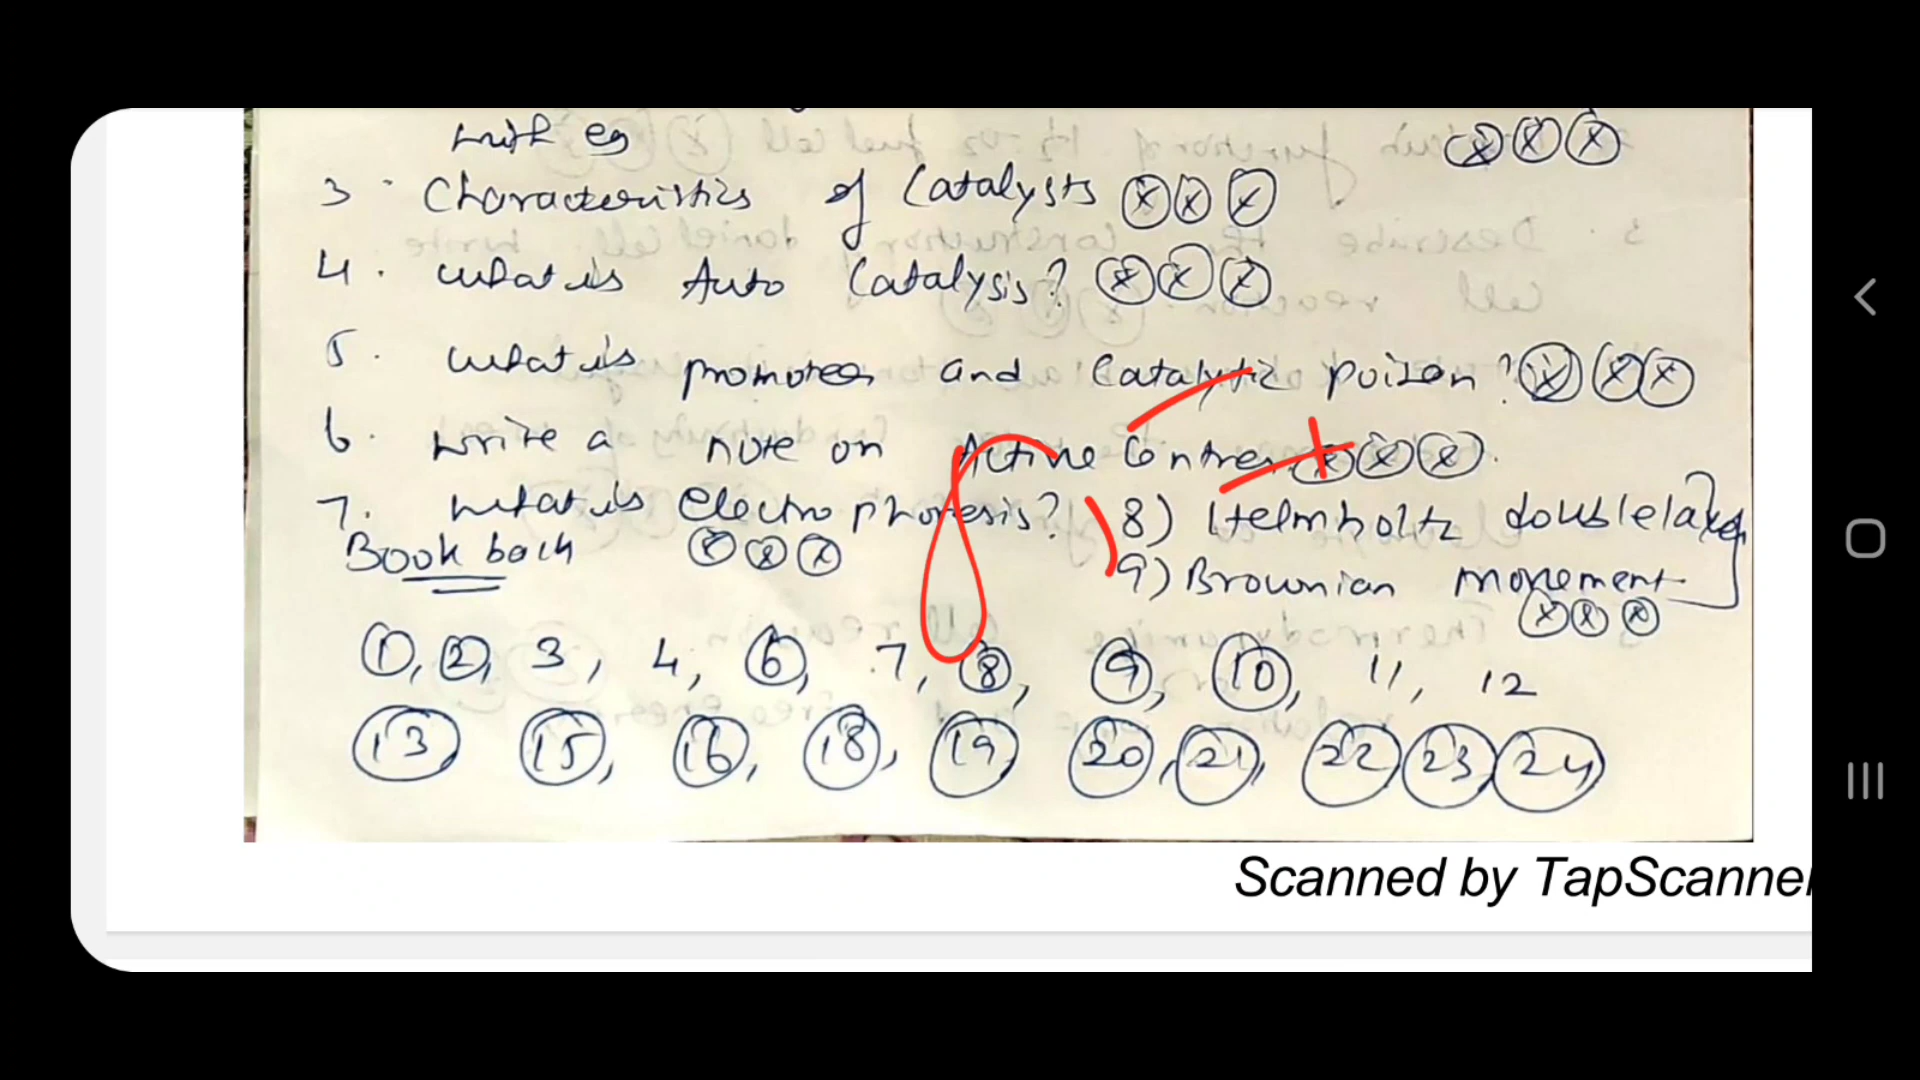 with eg ⓧ ⓧ ⓧ
3. Characteristics of Catalysts ⓧ ⓧ ⓧ
4. What is Auto Catalysis? ⓧ ⓧ ⓧ
5. What is promoter and Catalytic poison? ⓧ ⓧ ⓧ
6. Write a note on Active Centres ⓧ ⓧ ⓧ.
7. What is electrophoresis? 8) Helmholtz double layer
Book back ⓧ ⓧ ⓧ 9) Brownian movement ⓧ ⓧ ⓧ
①, ②, 3, 4, ⑥, 7, ⑧, ⑨, ⑩, 11, 12
⑬ ⑮, ⑯, ⑱, ⑲ ⑳, ㉑, ㉒ ㉓ ㉔
Scanned by TapScanner